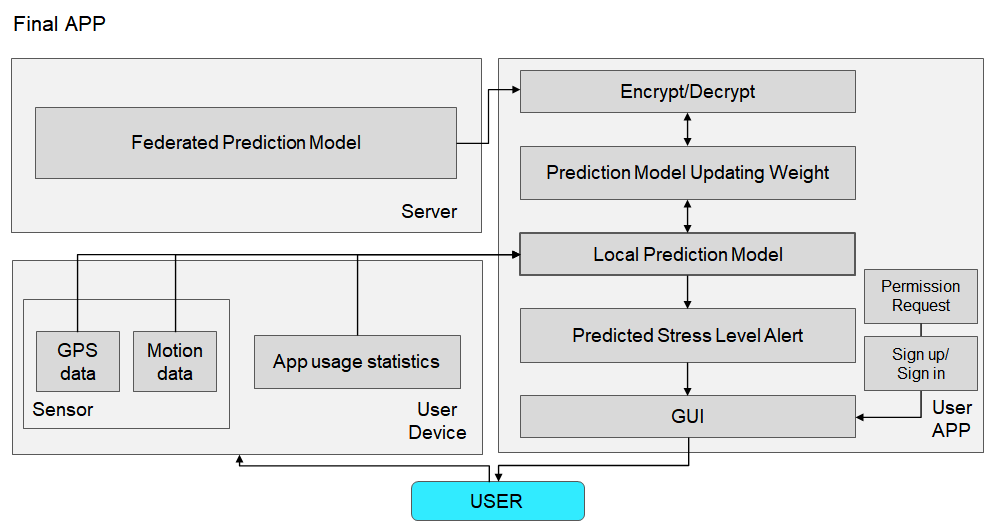 Final APP
Federated Prediction Model
Server
Encrypt/Decrypt
Prediction Model Updating Weight
Local Prediction Model
Predicted Stress Level Alert
GUI
Permission
Request
Sign up/
Sign in
User
APP
GPS
data
Motion
data
Sensor
App usage statistics
User
Device
USER